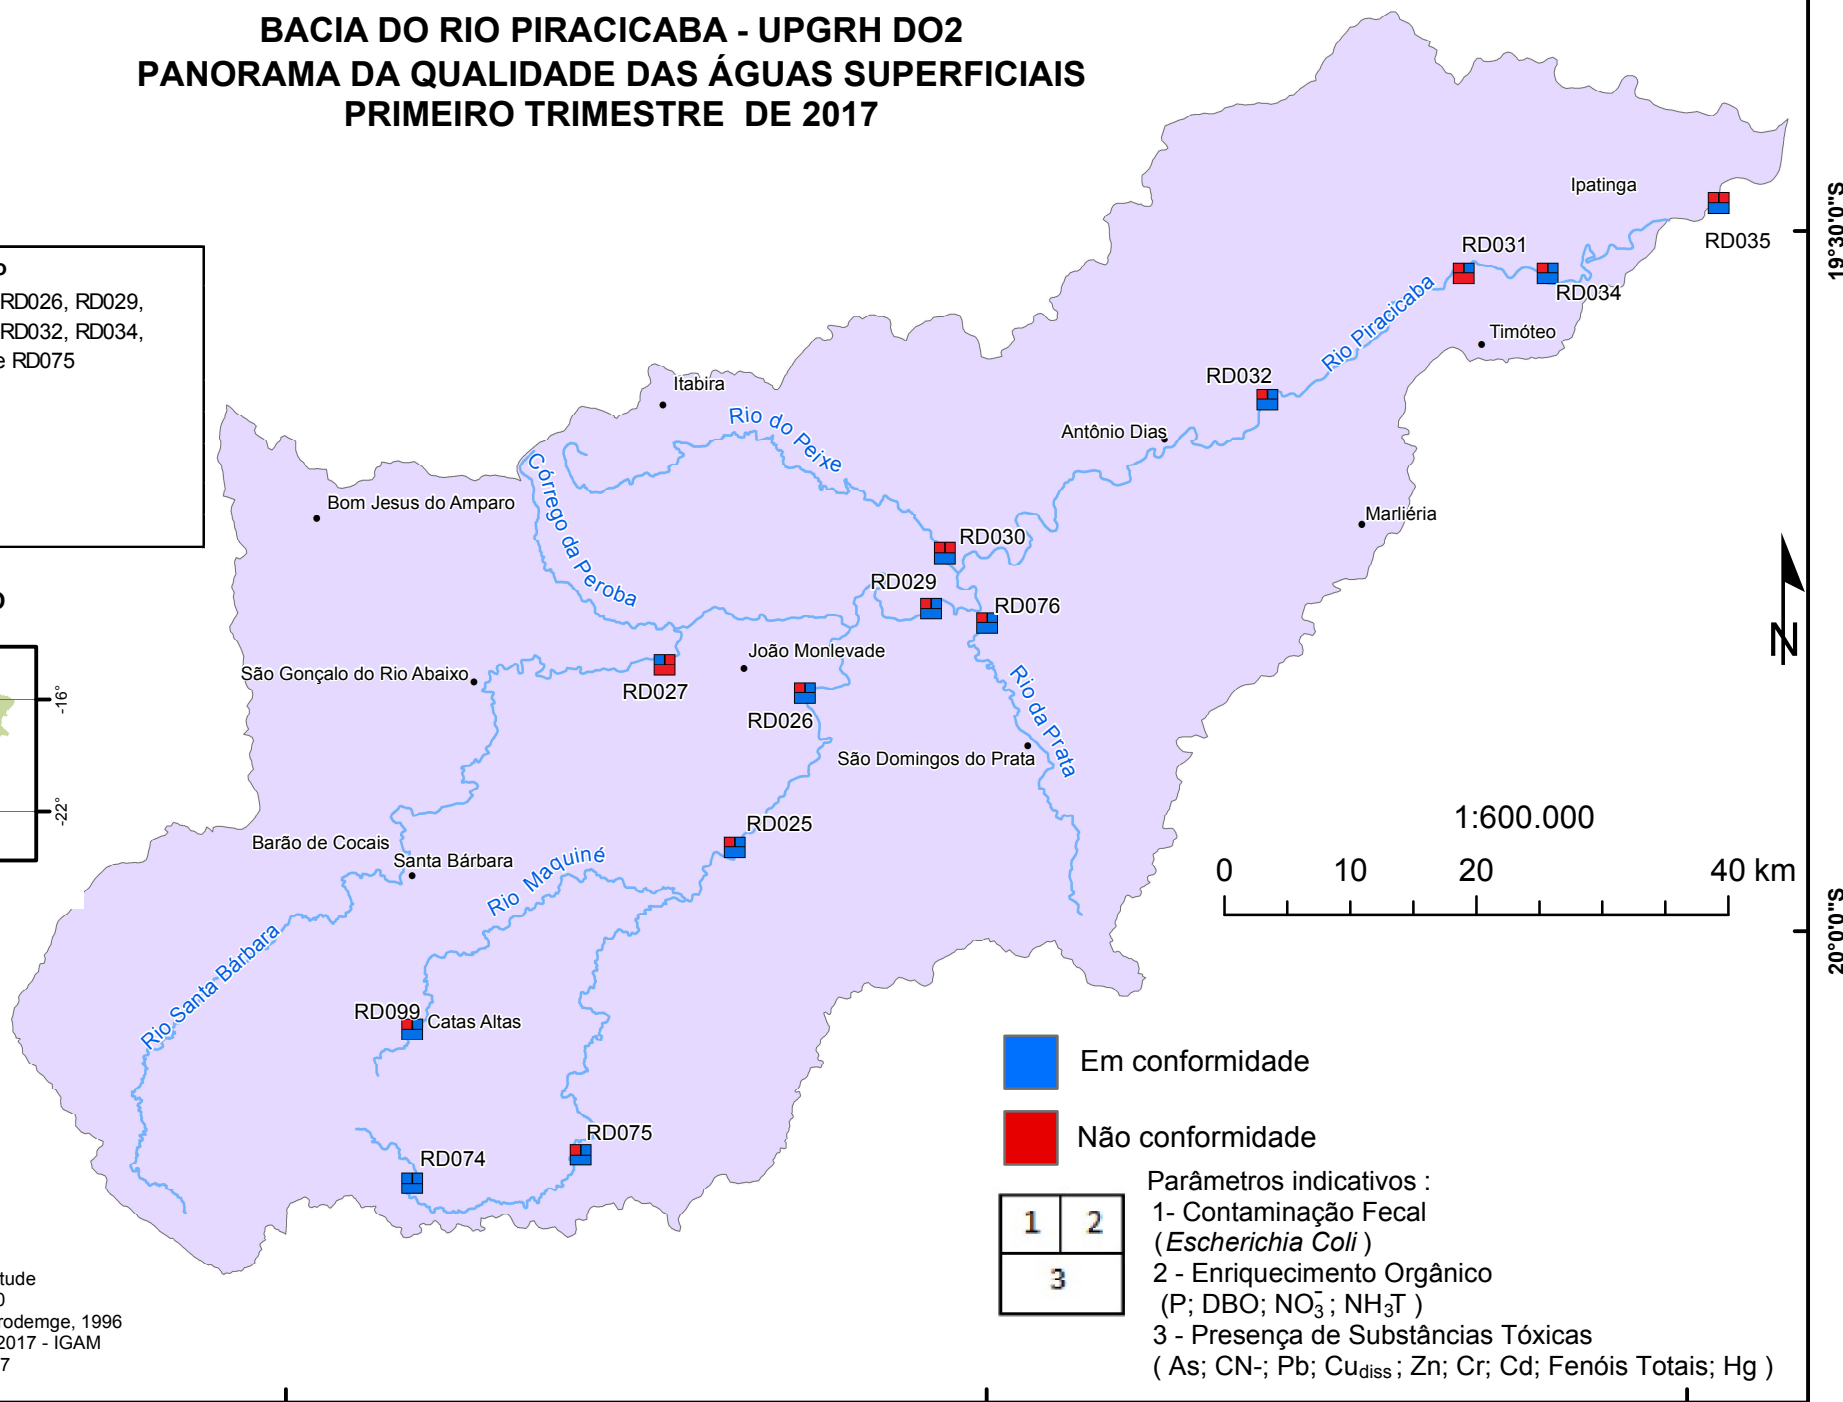 BACIA DO RIO PIRACICABA - UPGRH DO2
PANORAMA DA QUALIDADE DAS ÁGUAS SUPERFICIAIS
PRIMEIRO TRIMESTRE DE 2017
RD026, RD029,
RD032, RD034,
e RD075
-16°
-22°
Ipatinga
RD035
RD031
RD034
Rio Piracicaba
Timóteo
RD032
Itabira
Rio do Peixe
Antônio Dias
Córrego da Peroba
Bom Jesus do Amparo
Marliéria
RD030
RD029
RD076
João Monlevade
São Gonçalo do Rio Abaixo
RD027
RD026
Rio da Prata
São Domingos do Prata
RD025
Barão de Cocais
Santa Bárbara
Rio Maquiné
Rio Santa Bárbara
RD099
Catas Altas
RD075
RD074
19°30'0"S
20°0'0"S
N
1:600.000
0 10 20 40 km
Em conformidade
Não conformidade
1 2
3
Parâmetros indicativos :
1- Contaminação Fecal
(Escherichia Coli )
2 - Enriquecimento Orgânico
(P; DBO; NO₃⁻ ; NH₃T )
3 - Presença de Substâncias Tóxicas
( As; CN-; Pb; Cudiss ; Zn; Cr; Cd; Fenóis Totais; Hg )
tude
0
rodemge, 1996
2017 - IGAM
7